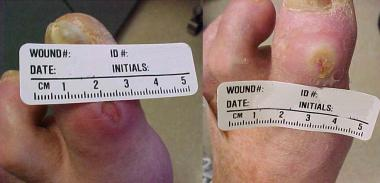 WOUND#: ID #:
DATE: INITIALS:
CM 1 2 3 4 5
WOUND#: ID #:
DATE: INITIALS:
CM 1 2 3 4 5